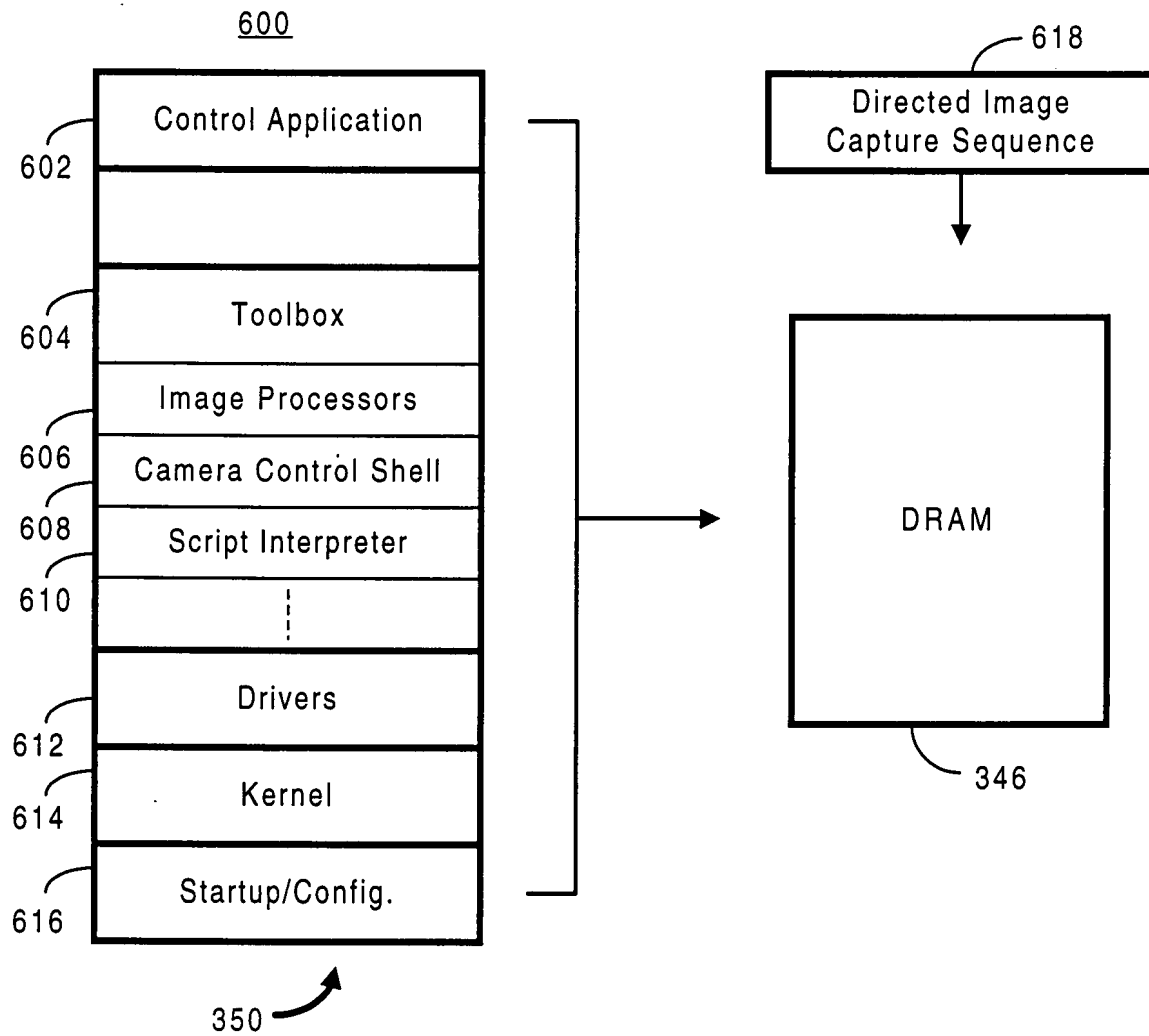 600
618
Control Application
602
Directed Image
Capture Sequence
Toolbox
604
Image Processors
606
Camera Control Shell
608
Script Interpreter
610
DRAM
Drivers
612
346
Kernel
614
Startup/Config.
616
350